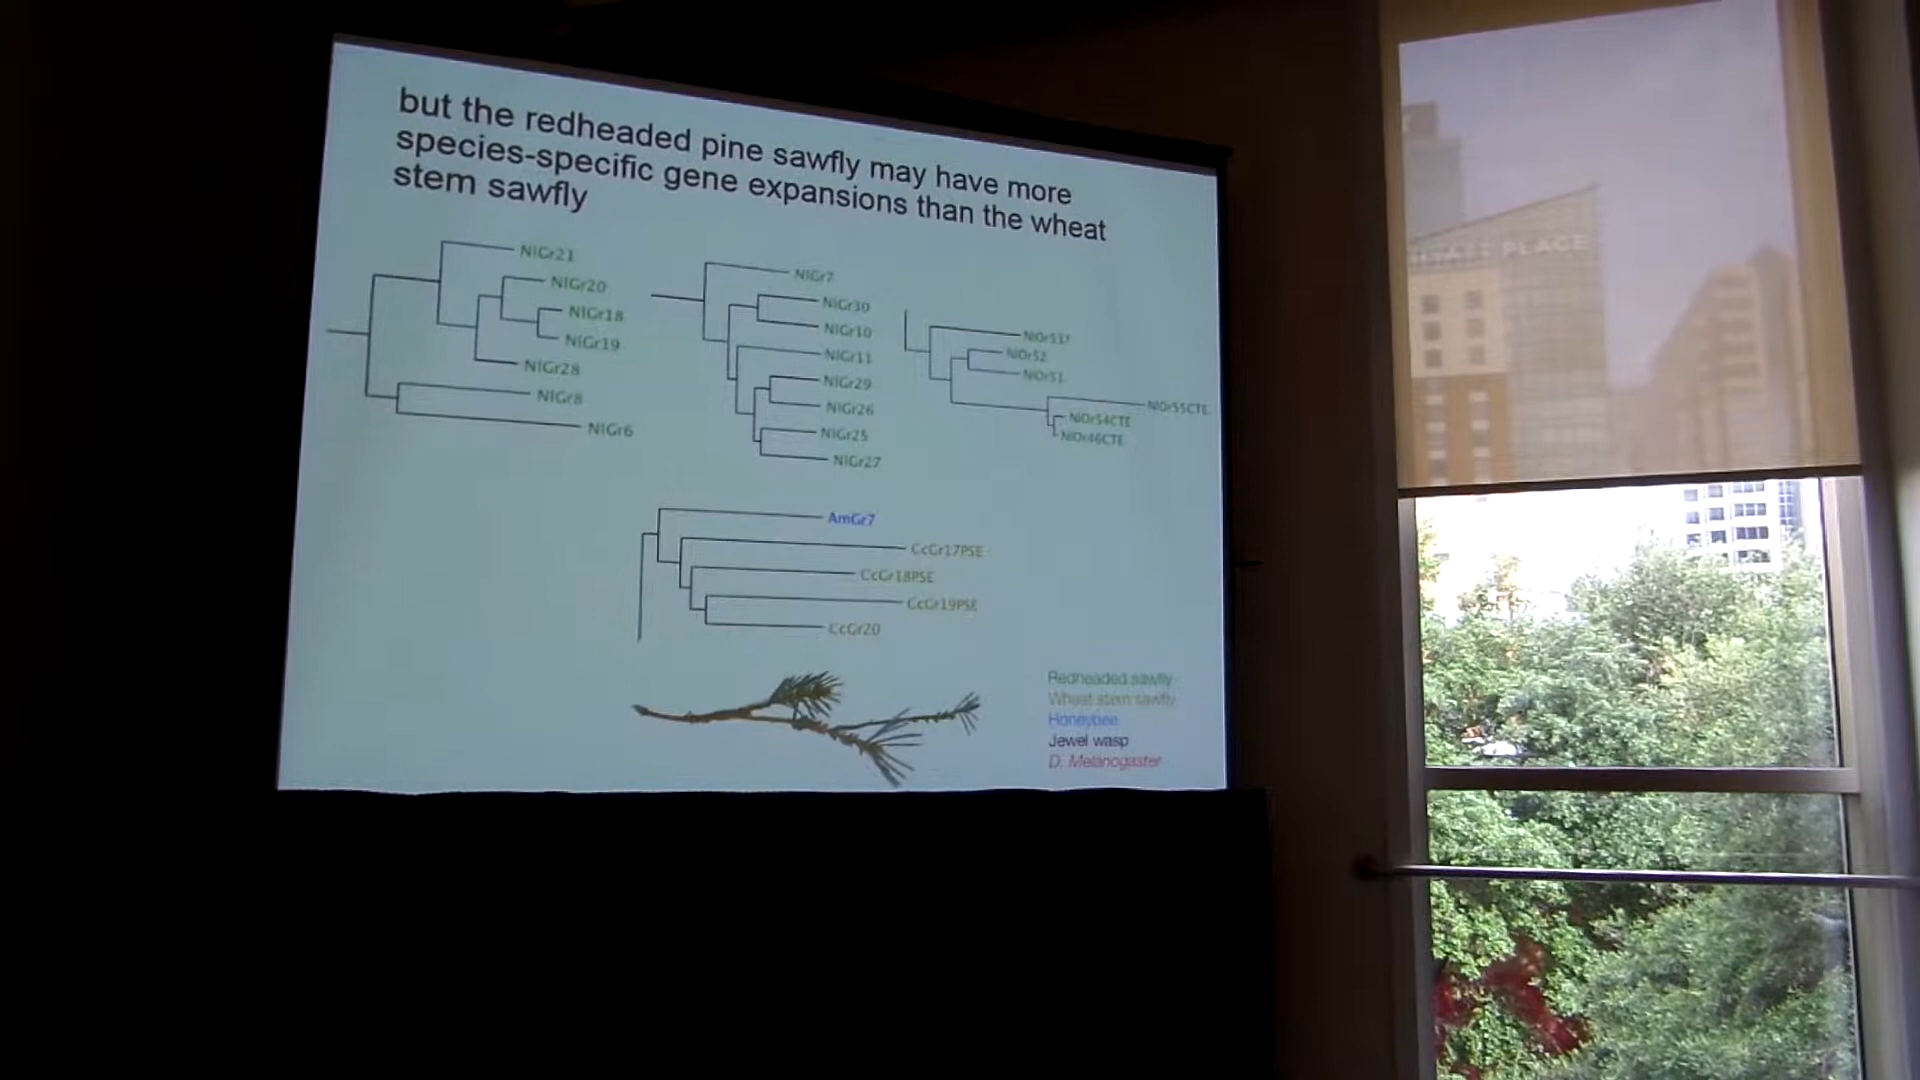 but the redheaded pine sawfly may have more
species-specific gene expansions than the wheat
stem sawfly
NlGr21
NlGr20
NlGr18
NlGr19
NlGr28
NlGr8
NlGr6
NlGr7
NlGr30
NlGr10
NlGr11
NlGr29
NlGr26
NlGr25
NlGr27
NlOr52
NlOr51
NlOr55CTE
NlOr54CTE
NlOr46CTE
AmGr7
CcGr17PSE
CcGr18PSE
CcGr19PSE
CcGr20
Redheaded sawfly
Wheat stem sawfly
Honeybee
Jewel wasp
D. Melanogaster
HYATT PLACE